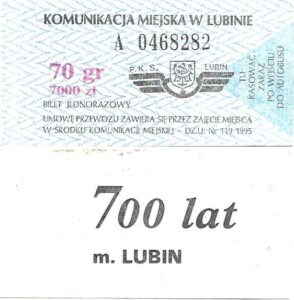 KOMUNIKACJA MIEJSKA W LUBINIE
A 0468282
70 gr
7000 zł
P. K. S. LUBIN
BILET JEDNORAZOWY
UMOWĘ PRZEWOZU ZAWIERA SIĘ PRZEZ ZAJĘCIE MIEJSCA
W ŚRODKU KOMUNIKACJI MIEJSKIEJ - DZ.U. Nr 119 1995
TU
KASOWAĆ
ZARAZ
PO WEJŚCIU
DO AUTOBUSU
700 lat
m. LUBIN